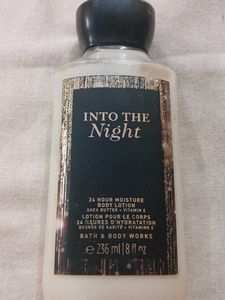 INTO THE
Night
24 HOUR MOISTURE
BODY LOTION
SHEA BUTTER + VITAMIN E
LOTION POUR LE CORPS
24 HEURES D'HYDRATATION
BEURRE DE KARITÉ + VITAMINE E
BATH & BODY WORKS
℮ 236 ml | 8 fl oz